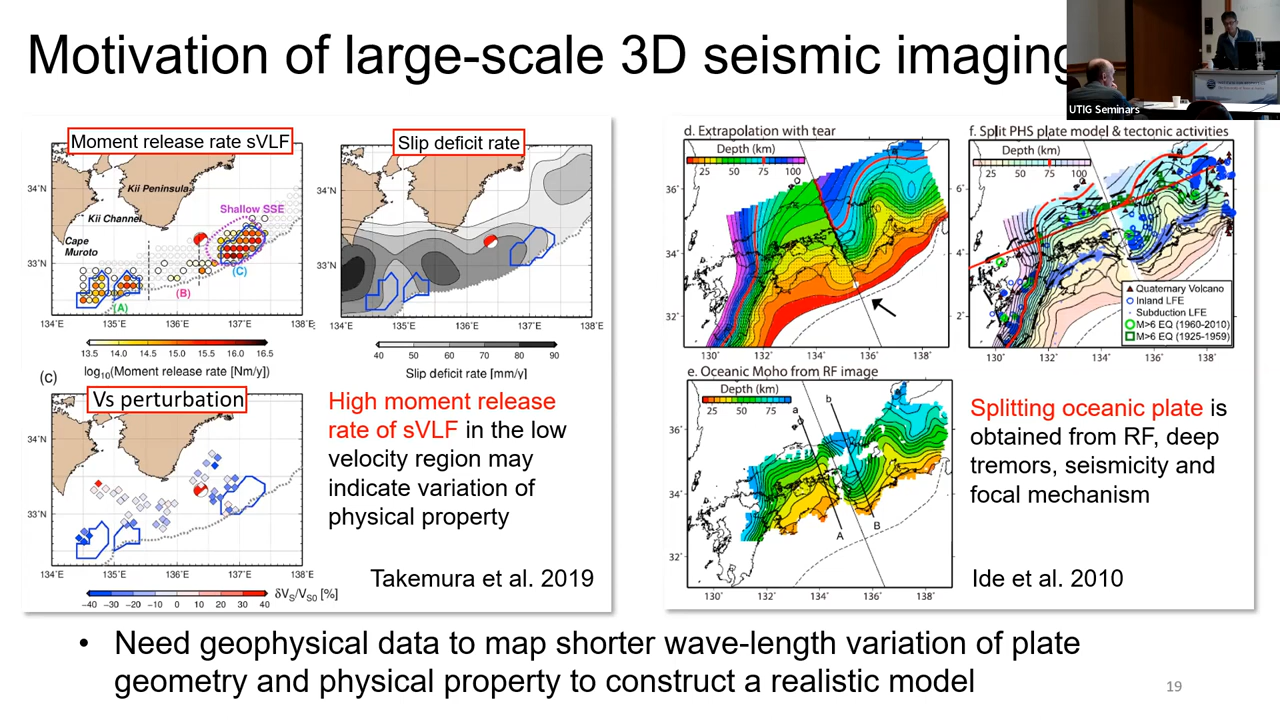 Motivation of large-scale 3D seismic imaging
UTIG Seminars
Moment release rate sVLF
34˚N
Kii Peninsula
Kii Channel
Shallow SSE
Cape
Muroto
33˚N
(A)
(B)
(C)
134˚E 135˚E 136˚E 137˚E 138˚E
13.5 14.0 14.5 15.0 15.5 16.0 16.5
log10(Moment release rate [Nm/y])
Slip deficit rate
34˚N
33˚N
134˚E 135˚E 136˚E 137˚E 138˚E
40 50 60 70 80 90
Slip deficit rate [mm/y]
(c)
Vs perturbation
34˚N
33˚N
134˚E 135˚E 136˚E 137˚E 138˚E
−40 −30 −20 −10 0 10 20 30 40
δVS/VS0 [%]
High moment release
rate of sVLF in the low
velocity region may
indicate variation of
physical property
Takemura et al. 2019
d. Extrapolation with tear
Depth (km)
25 50 75 100
36˚
34˚
32˚
130˚ 132˚ 134˚ 136˚ 138˚
f. Split PHS plate model & tectonic activities
Depth (km)
25 50 75 100
6˚
4˚
2˚
Quaternary Volcano
Inland LFE
Subduction LFE
M>6 EQ (1960-2010)
M>6 EQ (1925-1959)
130˚ 132˚ 134˚ 136˚ 138˚
e. Oceanic Moho from RF image
Depth (km)
25 50 75
a
b
36˚
34˚
32˚
A
B
130˚ 132˚ 134˚ 136˚ 138˚
Splitting oceanic plate is
obtained from RF, deep
tremors, seismicity and
focal mechanism
Ide et al. 2010
• Need geophysical data to map shorter wave-length variation of plate
geometry and physical property to construct a realistic model
19